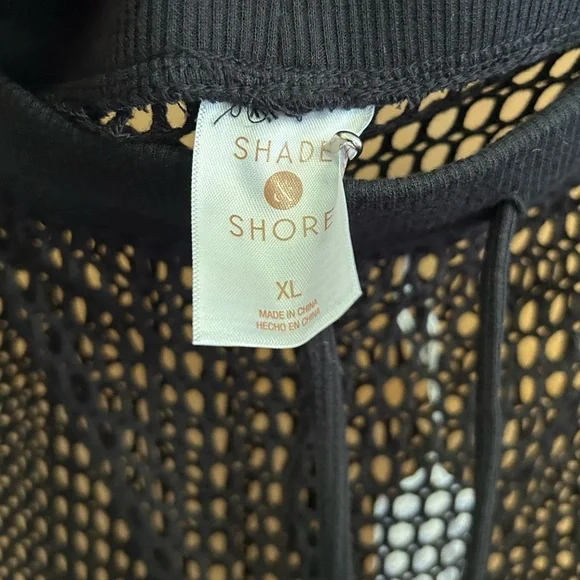 SHADE
&
SHORE
XL
MADE IN CHINA
HECHO EN CHINA